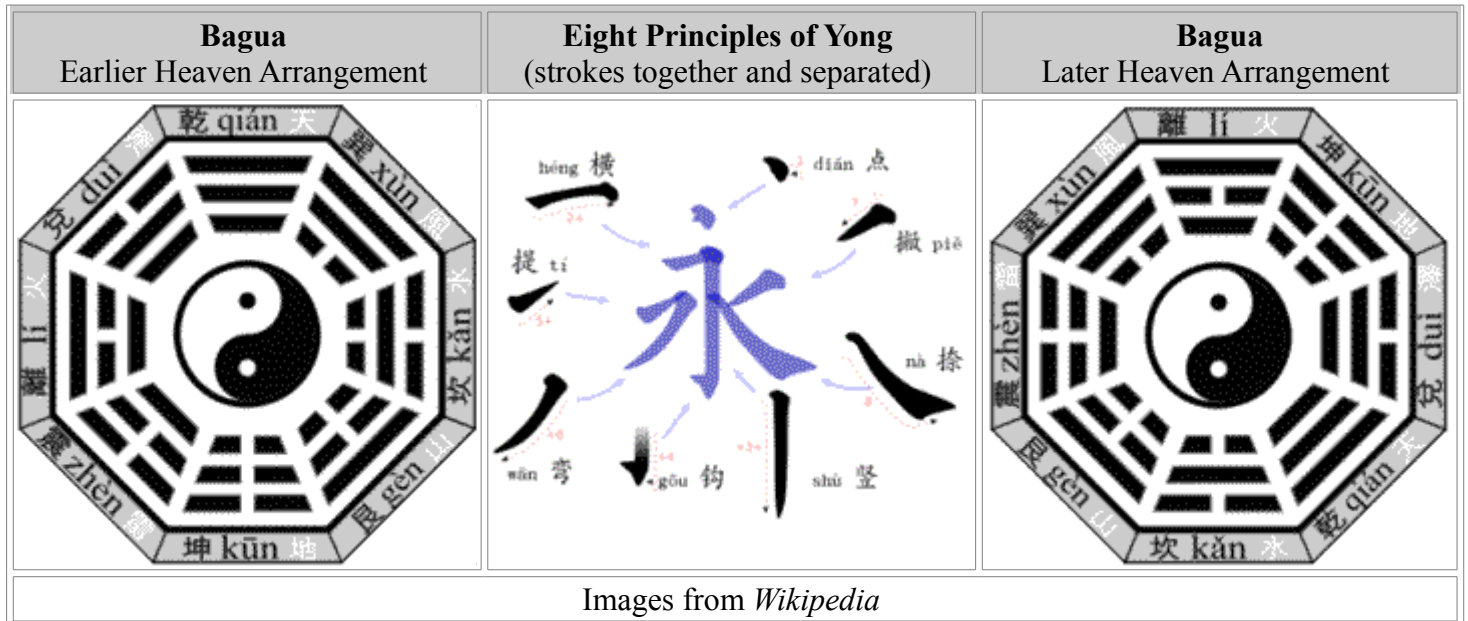 Bagua
Earlier Heaven Arrangement
Eight Principles of Yong
(strokes together and separated)
Bagua
Later Heaven Arrangement
乾 qián 天
巽 xùn 風
坎 kǎn 水
艮 gèn 山
坤 kūn 地
震 zhèn 雷
離 lí 火
兌 duì 澤
héng 横
diǎn 点
提 tí
撇 piě
永
nà 捺
wān 弯
gōu 钩
shù 竖
離 lí 火
坤 kūn 地
兌 duì 澤
乾 qián 天
坎 kǎn 水
艮 gèn 山
震 zhèn 雷
巽 xùn 風
Images from Wikipedia